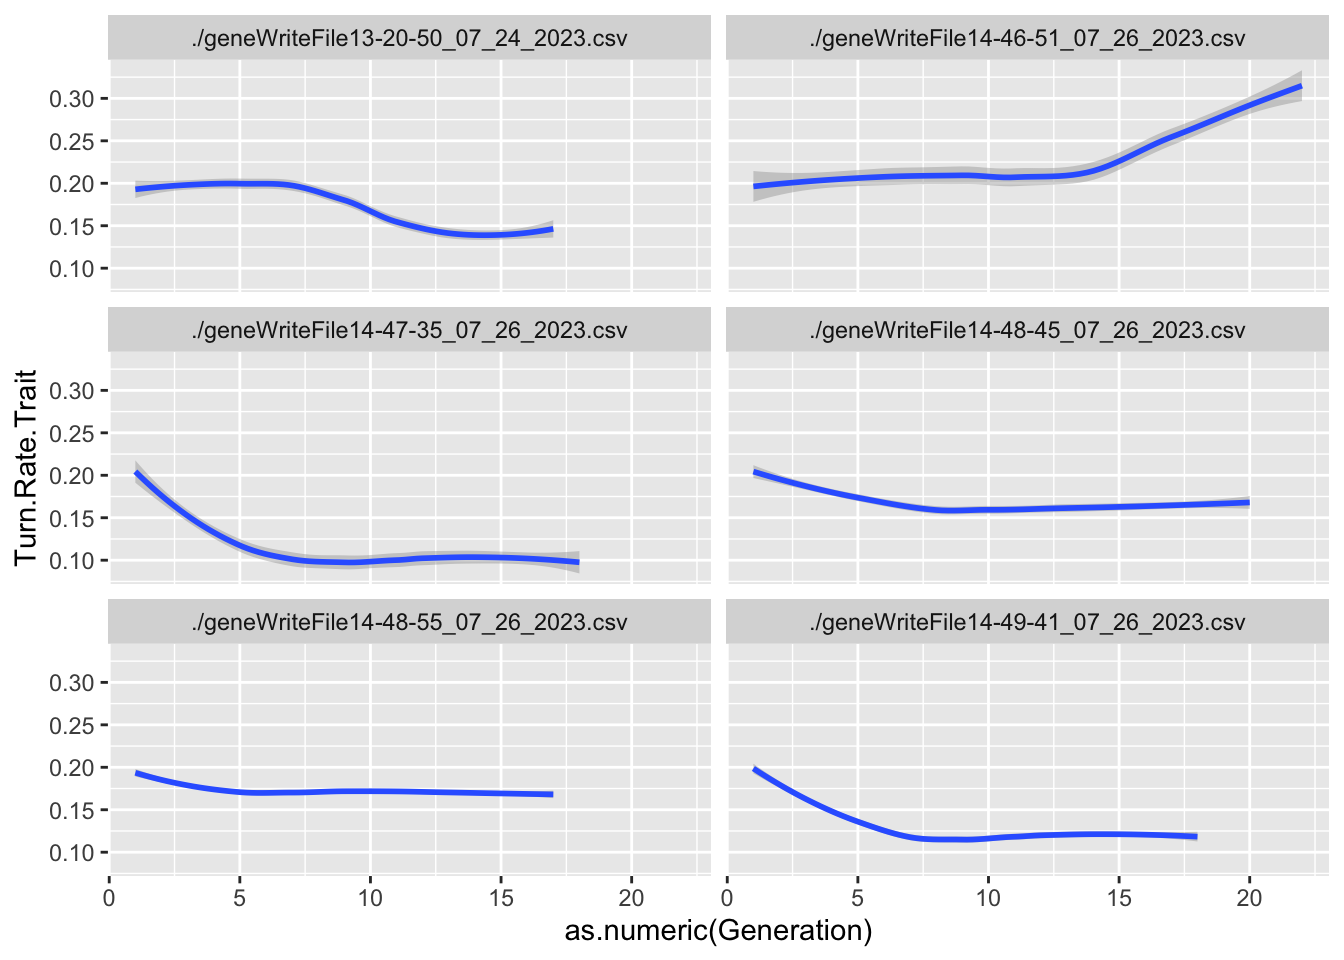 ./geneWriteFile13-20-50_07_24_2023.csv
./geneWriteFile14-46-51_07_26_2023.csv
0.30
0.25
0.20
0.15
0.10
./geneWriteFile14-47-35_07_26_2023.csv
./geneWriteFile14-48-45_07_26_2023.csv
Turn.Rate.Trait
0.30
0.25
0.20
0.15
0.10
./geneWriteFile14-48-55_07_26_2023.csv
./geneWriteFile14-49-41_07_26_2023.csv
0.30
0.25
0.20
0.15
0.10
0 5 10 15 20
0 5 10 15 20
as.numeric(Generation)